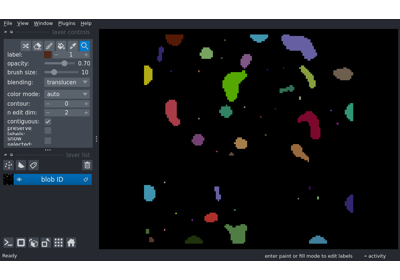 File View Window Plugins Help
layer controls
label: 1
opacity: 0.70
brush size: 10
blending: translucen
color mode: auto
contour: 0
n edit dim: 2
contiguous:
preserve labels:
show selected:
layer list
blob ID
Ready
enter paint or fill mode to edit labels
activity